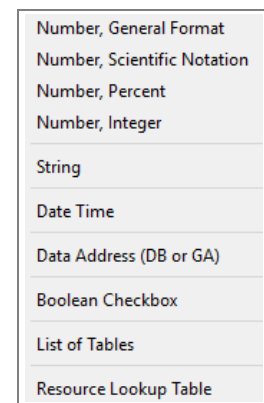 Number, General Format
Number, Scientific Notation
Number, Percent
Number, Integer
String
Date Time
Data Address (DB or GA)
Boolean Checkbox
List of Tables
Resource Lookup Table